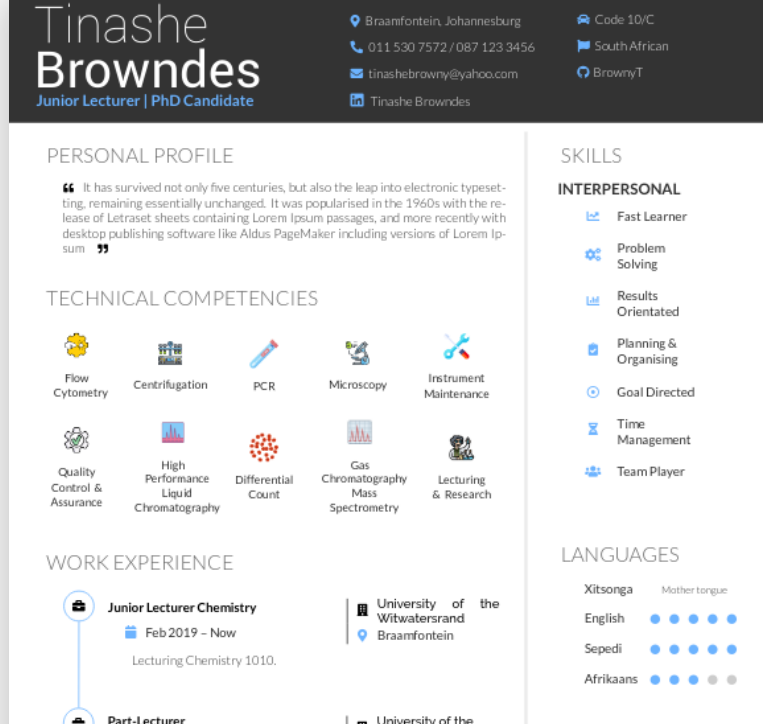 Tinashe
Browndes
Junior Lecturer | PhD Candidate
Braamfontein, Johannesburg
011 530 7572 / 087 123 3456
tinashebrowny@yahoo.com
Tinashe Browndes
Code 10/C
South African
BrownyT
PERSONAL PROFILE
❝ It has survived not only five centuries, but also the leap into electronic typeset-
ting, remaining essentially unchanged. It was popularised in the 1960s with the re-
lease of Letraset sheets containing Lorem Ipsum passages, and more recently with
desktop publishing software like Aldus PageMaker including versions of Lorem Ip-
sum ❞
TECHNICAL COMPETENCIES
Flow
Cytometry
Centrifugation
PCR
Microscopy
Instrument
Maintenance
Quality
Control &
Assurance
High
Performance
Liquid
Chromatography
Differential
Count
Gas
Chromatography
Mass
Spectrometry
Lecturing
& Research
WORK EXPERIENCE
Junior Lecturer Chemistry
Feb 2019 – Now
Lecturing Chemistry 1010.
University of the
Witwatersrand
Braamfontein
Part-Lecturer
University of the
SKILLS
INTERPERSONAL
Fast Learner
Problem
Solving
Results
Orientated
Planning &
Organising
Goal Directed
Time
Management
Team Player
LANGUAGES
Xitsonga Mother tongue
English
Sepedi
Afrikaans